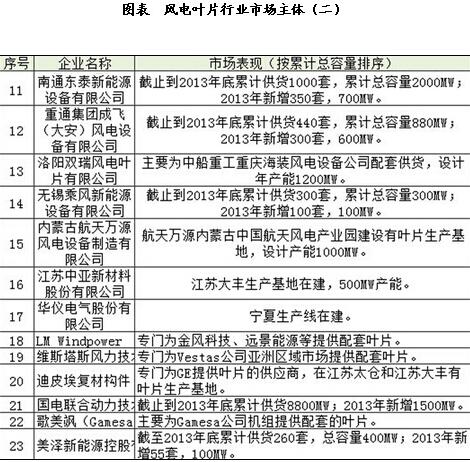 图表 风电叶片行业市场主体（二）
序号 企业名称 市场表现（按累计总容量排序）
11 南通东泰新能源设备有限公司 截止到2013年底累计供货1000套，累计总容量2000MW；2013年新增350套，700MW。
12 重通集团成飞（大安）风电设备有限公司 截止到2013年底累计供货440套，累计总容量880MW；2013年新增300套，600MW。
13 洛阳双瑞风电叶片有限公司 主要为中船重工重庆海装风电设备公司配套供货，设计年产能1200MW。
14 无锡乘风新能源设备有限公司 截止到2013年底累计供货300套，累计总容量300MW；2013年新增100套，100MW。
15 内蒙古航天万源风电设备制造有限公司 航天万源内蒙古中国航天风电产业园建设有叶片生产基地，设计产能1000MW。
16 江苏中亚新材料股份有限公司 江苏大丰生产基地在建，500MW产能。
17 华仪电气股份有限公司 宁夏生产线在建。
18 LM Windpower 专门为金风科技、远景能源等提供配套叶片。
19 维斯塔斯风力技术 专门为Vestas公司亚洲区域市场提供配套叶片。
20 迪皮埃复材构件 专门为GE提供叶片的供应商，在江苏太仓和江苏大丰有叶片生产基地。
21 国电联合动力技术 截止到2013年底累计供货8800MW；2013年新增1500MW。
22 歌美飒（Gamesa 主要为Gamesa公司机组提供配套的叶片。
23 美泽新能源控股 截至2013年底累计供货260套，总容量400MW；2013年新增55套，100MW。